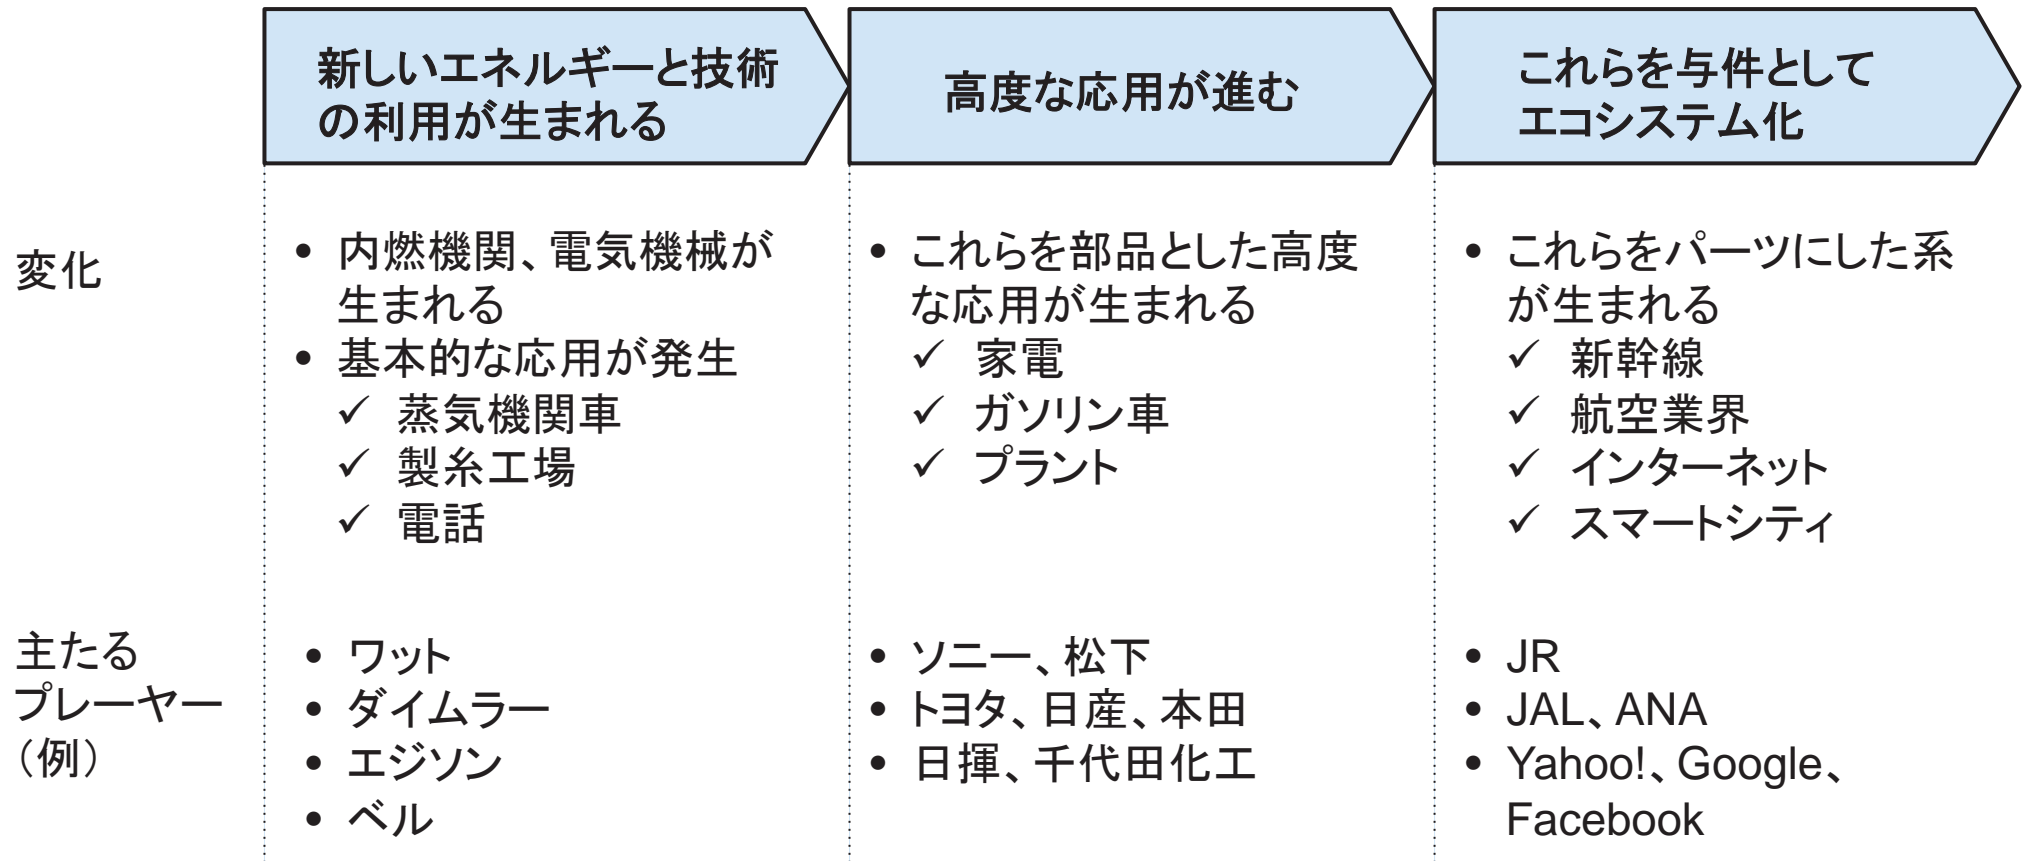 新しいエネルギーと技術
の利用が生まれる
高度な応用が進む
これらを与件として
エコシステム化
変化
• 内燃機関、電気機械が
生まれる
• 基本的な応用が発生
✓ 蒸気機関車
✓ 製糸工場
✓ 電話
• これらを部品とした高度
な応用が生まれる
✓ 家電
✓ ガソリン車
✓ プラント
• これらをパーツにした系
が生まれる
✓ 新幹線
✓ 航空業界
✓ インターネット
✓ スマートシティ
主たる
プレーヤー
（例）
• ワット
• ダイムラー
• エジソン
• ベル
• ソニー、松下
• トヨタ、日産、本田
• 日揮、千代田化工
• JR
• JAL、ANA
• Yahoo!、Google、
Facebook